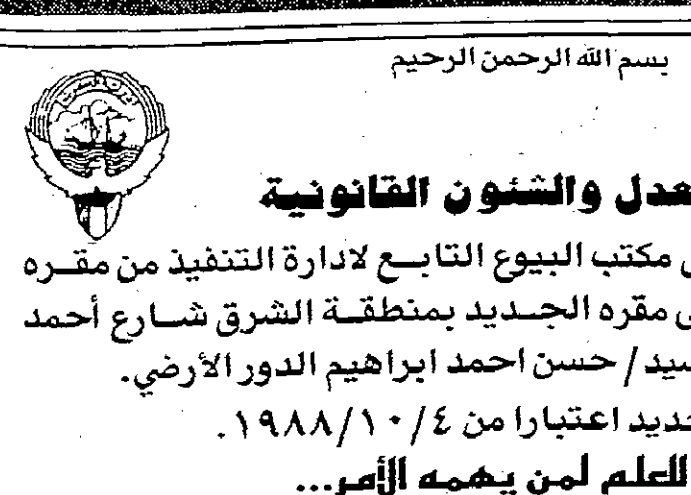 بسم الله الرحمن الرحيم
عدل والشئون القانونية
مكتب البيوع التابع لادارة التنفيذ من مقره
مقره الجديد بمنطقة الشرق شارع أحمد
سيد / حسن احمد ابراهيم الدور الأرضي.
جديد اعتبارا من ١٩٨٨/١٠/٤.
للعلم لمن يهمه الأمر...